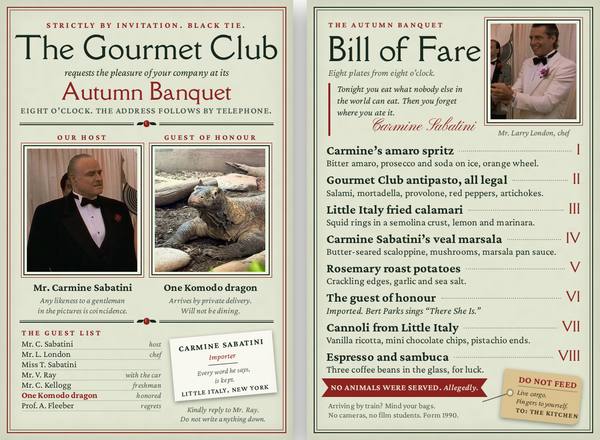 STRICTLY BY INVITATION. BLACK TIE.
The Gourmet Club
requests the pleasure of your company at its
Autumn Banquet
EIGHT O'CLOCK. THE ADDRESS FOLLOWS BY TELEPHONE.
OUR HOST
GUEST OF HONOUR
Mr. Carmine Sabatini
Any likeness to a gentleman
in the pictures is coincidence.
One Komodo dragon
Arrives by private delivery.
Will not be dining.
THE GUEST LIST
Mr. C. Sabatini host
Mr. L. London chef
Miss T. Sabatini
Mr. V. Ray with the car
Mr. C. Kellogg freshman
One Komodo dragon honored
Prof. A. Fleeber regrets
CARMINE SABATINI
Importer
Every word he says,
is kept.
LITTLE ITALY, NEW YORK
Kindly reply to Mr. Ray.
Do not write anything down.
THE AUTUMN BANQUET
Bill of Fare
Eight plates from eight o'clock.
Tonight you eat what nobody else in
the world can eat. Then you forget
where you ate it.
Carmine Sabatini
Mr. Larry London, chef
Carmine's amaro spritz I
Bitter amaro, prosecco and soda on ice, orange wheel.
Gourmet Club antipasto, all legal II
Salami, mortadella, provolone, red peppers, artichokes.
Little Italy fried calamari III
Squid rings in a semolina crust, lemon and marinara.
Carmine Sabatini's veal marsala IV
Butter-seared scaloppine, mushrooms, marsala pan sauce.
Rosemary roast potatoes V
Crackling edges, garlic and sea salt.
The guest of honour VI
Imported. Bert Parks sings "There She Is."
Cannoli from Little Italy VII
Vanilla ricotta, mini chocolate chips, pistachio ends.
Espresso and sambuca VIII
Three coffee beans in the glass, for luck.
NO ANIMALS WERE SERVED. Allegedly.
Arriving by train? Mind your bags.
No cameras, no film students. Form 1990.
DO NOT FEED
Likes cargo.
Fingers to yourself.
TO: THE KITCHEN